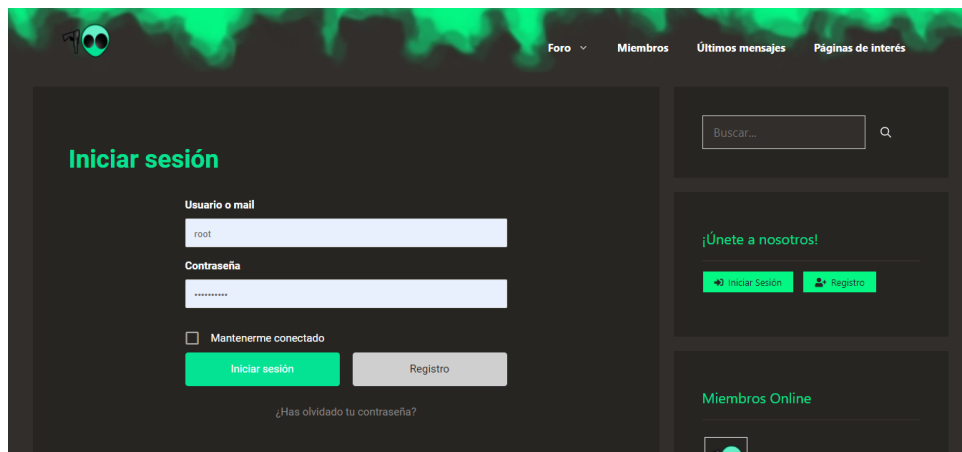 Foro
Miembros
Últimos mensajes
Páginas de interés
Iniciar sesión
Usuario o mail
root
Contraseña
••••••••••
Mantenerme conectado
Iniciar sesión
Registro
¿Has olvidado tu contraseña?
Buscar...
¡Únete a nosotros!
Iniciar Sesión
Registro
Miembros Online